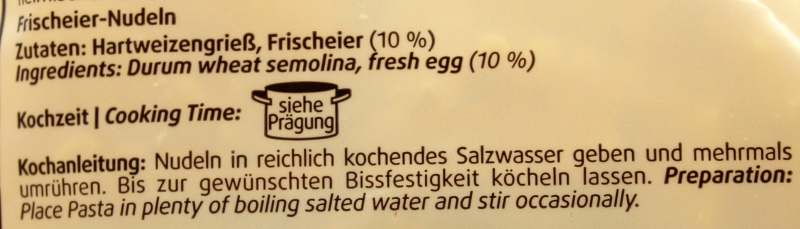 Frischeier-Nudeln
Zutaten: Hartweizengrieß, Frischeier (10 %)
Ingredients: Durum wheat semolina, fresh egg (10 %)
Kochzeit | Cooking Time:
siehe
Prägung
Kochanleitung: Nudeln in reichlich kochendes Salzwasser geben und mehrmals
umrühren. Bis zur gewünschten Bissfestigkeit köcheln lassen. Preparation:
Place Pasta in plenty of boiling salted water and stir occasionally.